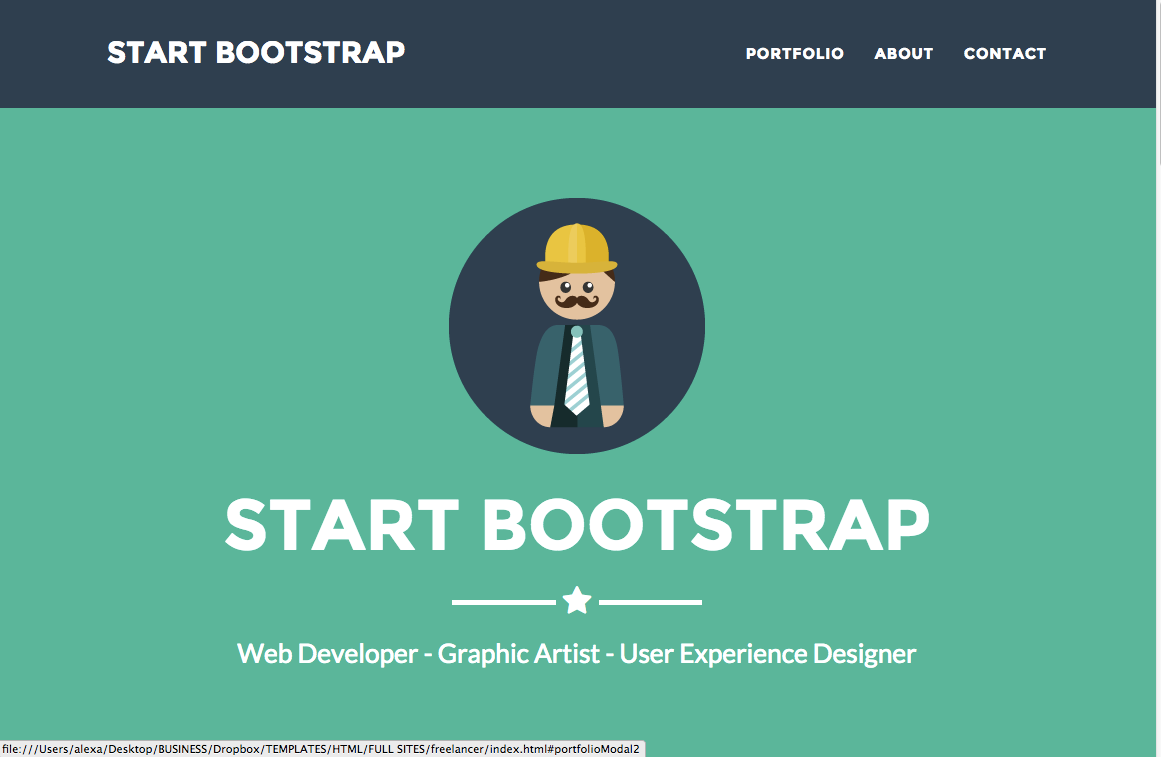 START BOOTSTRAP
PORTFOLIO ABOUT CONTACT
START BOOTSTRAP
Web Developer - Graphic Artist - User Experience Designer
file:///Users/alexa/Desktop/BUSINESS/Dropbox/TEMPLATES/HTML/FULL SITES/freelancer/index.html#portfolioModal2